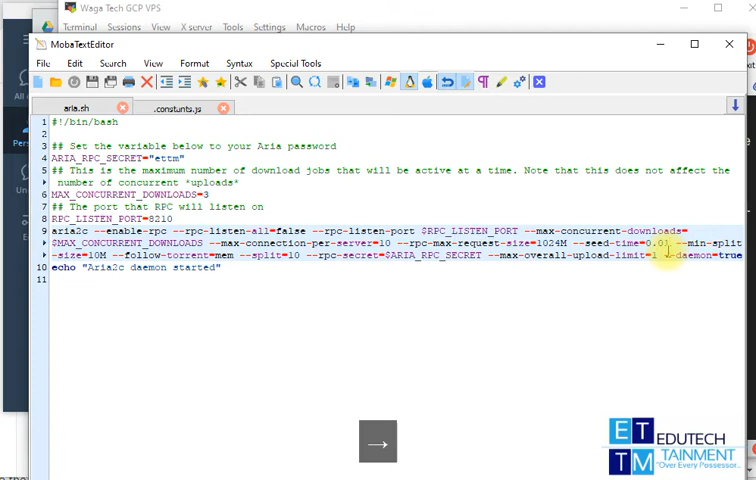 Waga Tech GCP VPS
Terminal Sessions View X server Tools Settings Macros Help
MobaTextEditor
File Edit Search View Format Syntax Special Tools
aria.sh .constunts.js
1 #!/bin/bash
2
3 ## Set the variable below to your Aria password
4 ARIA_RPC_SECRET="ettm"
5 ## This is the maximum number of download jobs that will be active at a time. Note that this does not affect the
number of concurrent *uploads*
6 MAX_CONCURRENT_DOWNLOADS=3
7 ## The port that RPC will listen on
8 RPC_LISTEN_PORT=8210
9 aria2c --enable-rpc --rpc-listen-all=false --rpc-listen-port $RPC_LISTEN_PORT --max-concurrent-downloads=
$MAX_CONCURRENT_DOWNLOADS --max-connection-per-server=10 --rpc-max-request-size=1024M --seed-time=0.01 --min-split
-size=10M --follow-torrent=mem --split=10 --rpc-secret=$ARIA_RPC_SECRET --max-overall-upload-limit=1 --daemon=true
10 echo "Aria2c daemon started"
11
→
ET EDUTECH
TM TAINMENT
"Over Every Possessor.."